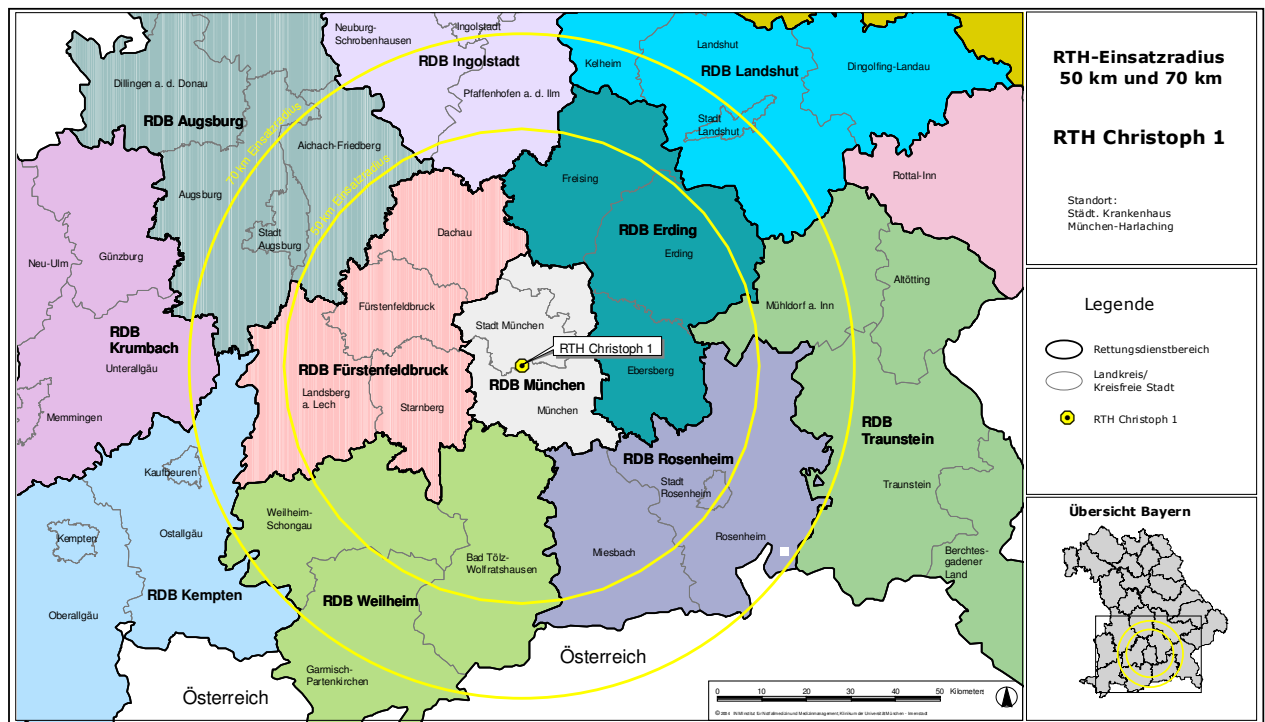 Neuburg-
Schrobenhausen
Ingolstadt
RDB Ingolstadt
Pfaffenhofen a. d. Ilm
Kelheim
Landshut
RDB Landshut
Dingolfing-Landau
Stadt
Landshut
Rottal-Inn
Dillingen a. d. Donau
RDB Augsburg
Aichach-Friedberg
Augsburg
Stadt
Augsburg
70 km Einsatzradius
50 km Einsatzradius
Freising
RDB Erding
Erding
Ebersberg
Dachau
Fürstenfeldbruck
RDB Fürstenfeldbruck
Landsberg
a. Lech
Starnberg
Stadt München
RTH Christoph 1
RDB München
München
Neu-Ulm
Günzburg
RDB
Krumbach
Unterallgäu
Memmingen
Mühldorf a. Inn
Altötting
RDB
Traunstein
Traunstein
Berchtes-
gadener
Land
RDB Rosenheim
Stadt
Rosenheim
Rosenheim
Miesbach
Kaufbeuren
Kempten
Ostallgäu
RDB Kempten
Oberallgäu
Weilheim-
Schongau
Bad Tölz-
Wolfratshausen
RDB Weilheim
Garmisch-
Partenkirchen
Österreich
Österreich
0 10 20 30 40 50 Kilometers
RTH-Einsatzradius
50 km und 70 km
RTH Christoph 1
Standort:
Städt. Krankenhaus
München-Harlaching
Legende
Rettungsdienstbereich
Landkreis/
Kreisfreie Stadt
RTH Christoph 1
Übersicht Bayern